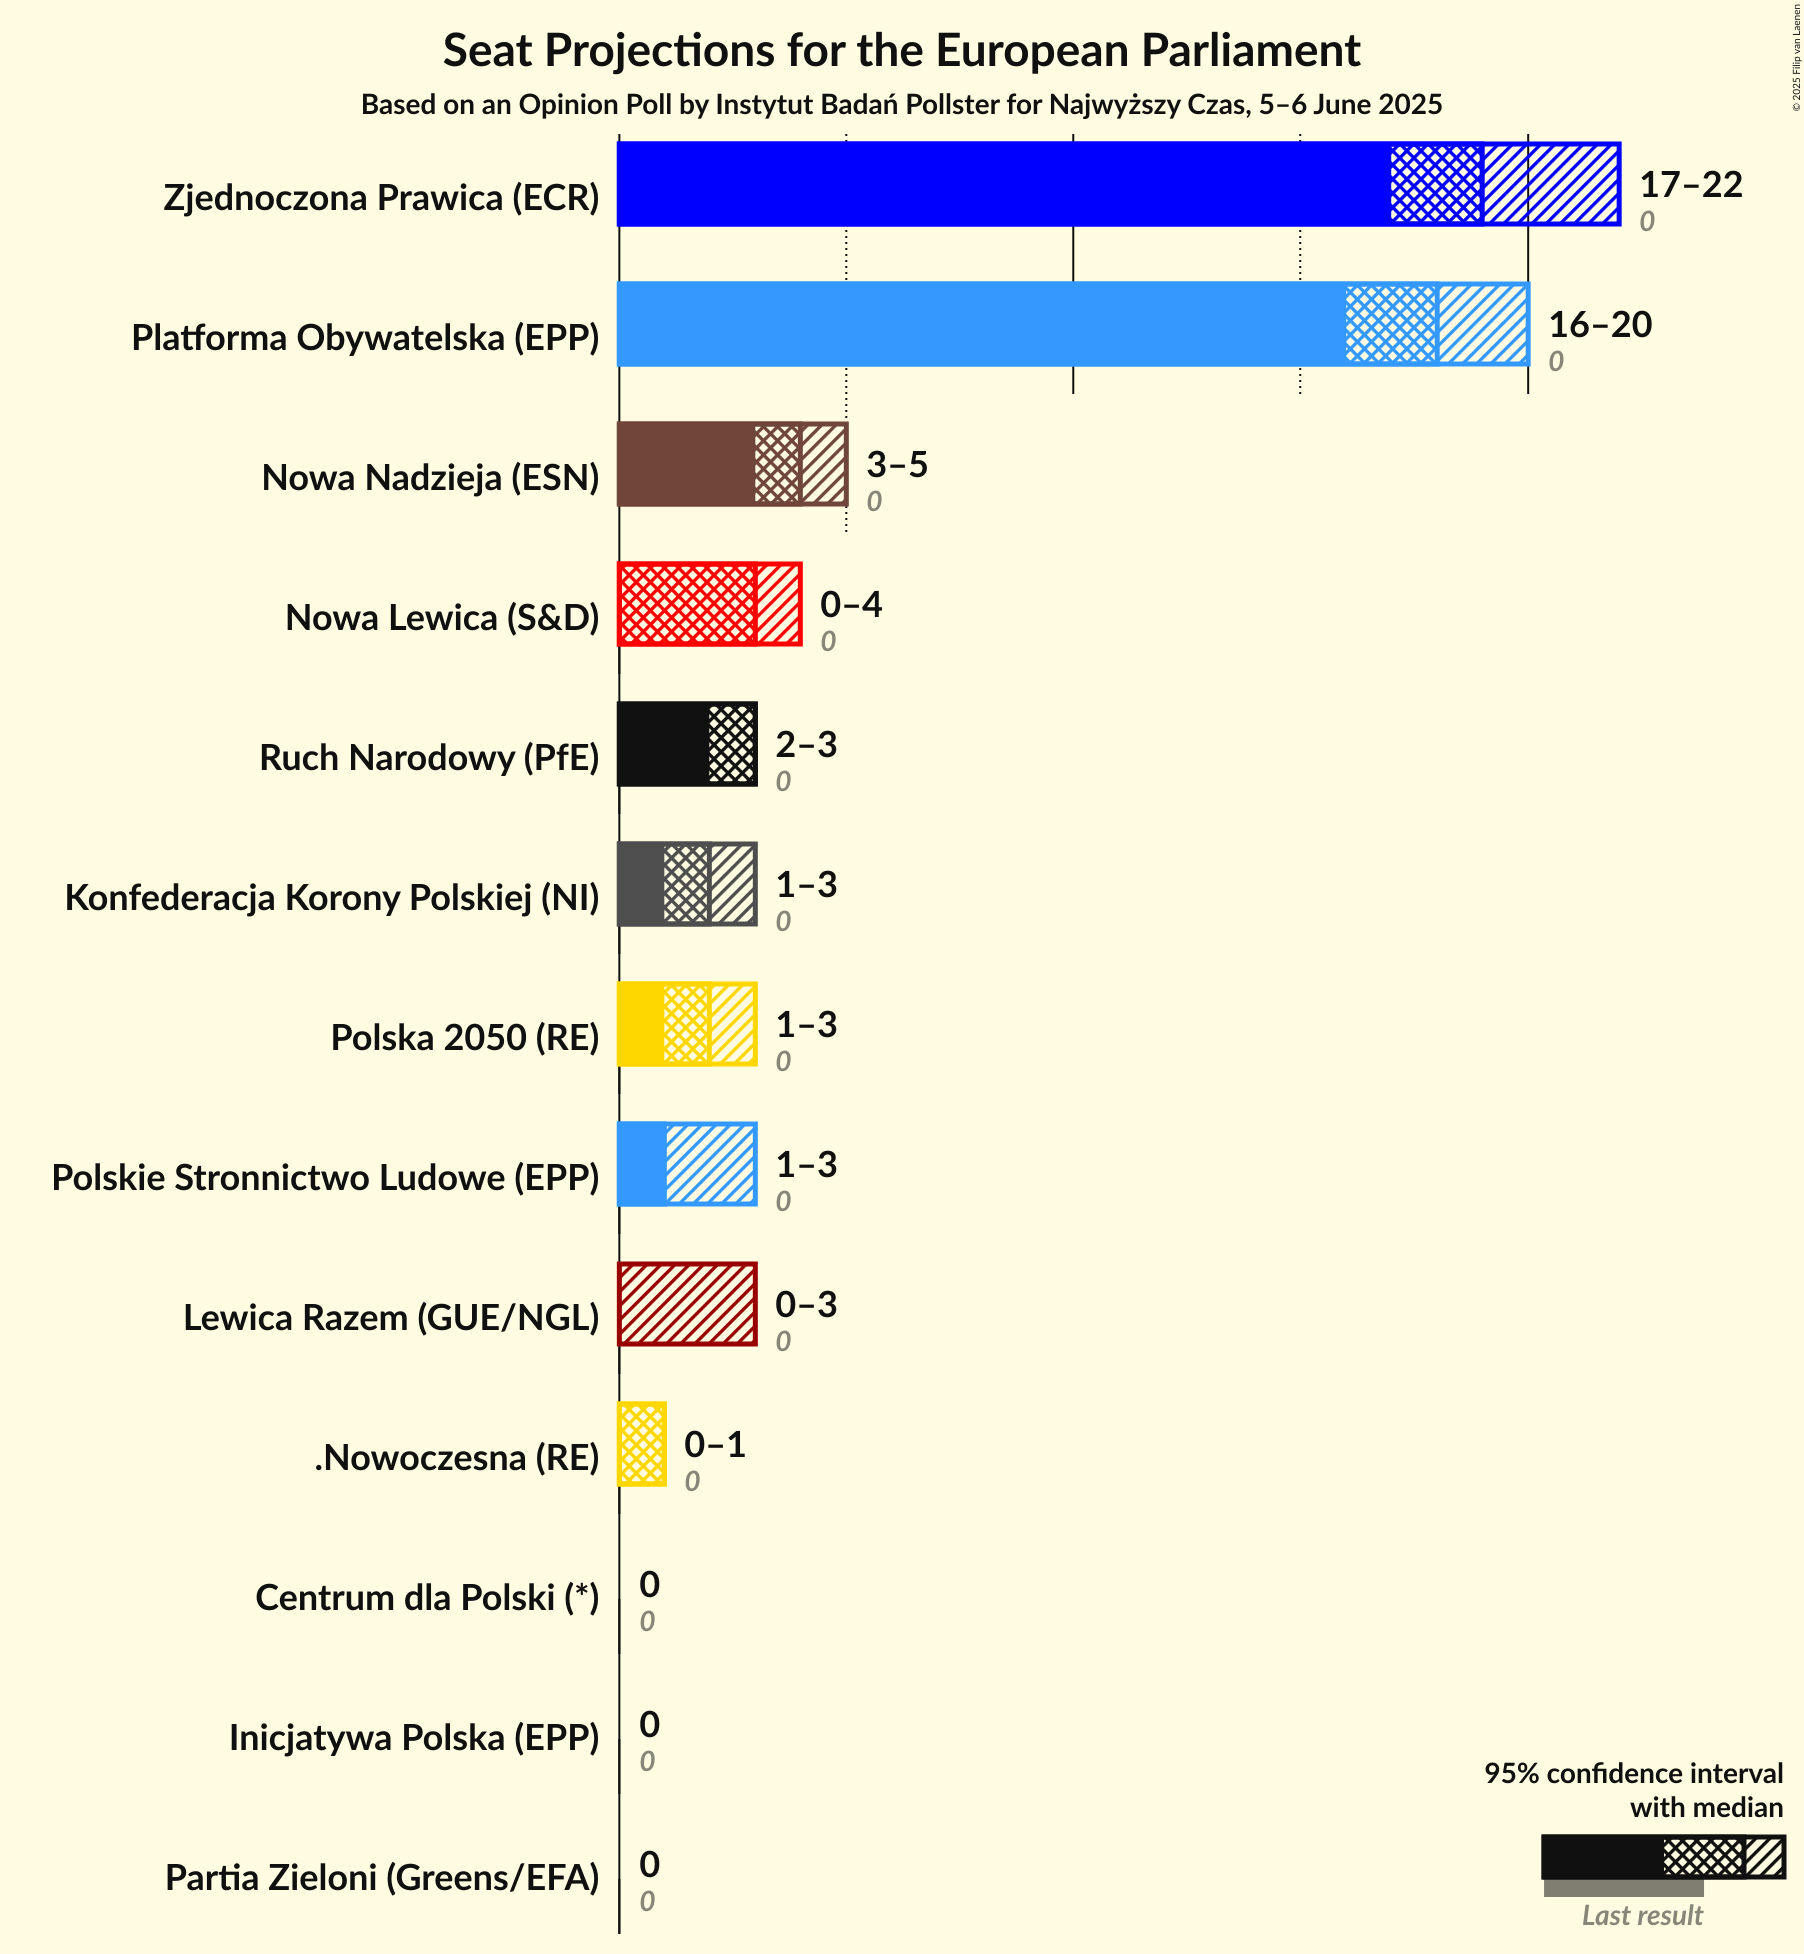 Seat Projections for the European Parliament
Based on an Opinion Poll by Instytut Badań Pollster for Najwyższy Czas, 5–6 June 2025
© 2025 Filip van Laenen
Zjednoczona Prawica (ECR)
17–22
0
Platforma Obywatelska (EPP)
16–20
0
Nowa Nadzieja (ESN)
3–5
0
Nowa Lewica (S&D)
0–4
0
Ruch Narodowy (PfE)
2–3
0
Konfederacja Korony Polskiej (NI)
1–3
0
Polska 2050 (RE)
1–3
0
Polskie Stronnictwo Ludowe (EPP)
1–3
0
Lewica Razem (GUE/NGL)
0–3
0
.Nowoczesna (RE)
0–1
0
Centrum dla Polski (*)
0
0
Inicjatywa Polska (EPP)
0
0
Partia Zieloni (Greens/EFA)
0
0
95% confidence interval
with median
Last result